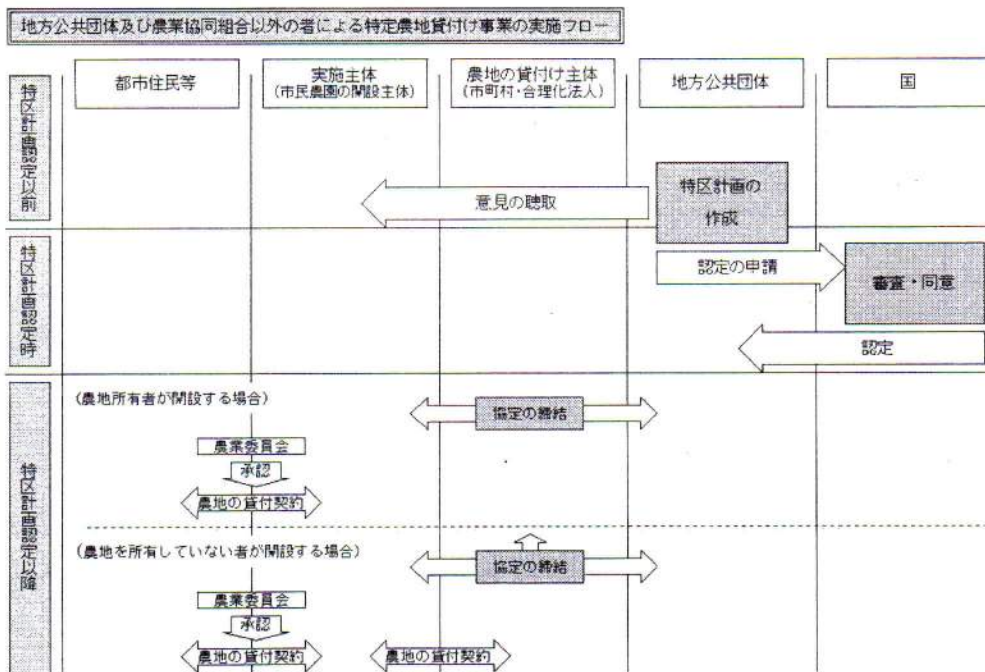 地方公共団体及び農業協同組合以外の者による特定農地貸付け事業の実施フロー
都市住民等
実施主体
(市民農園の開設主体)
農地の貸付け主体
(市町村・合理化法人)
地方公共団体
国
特区計画認定以前
意見の聴取
特区計画の
作成
特区計画認定時
認定の申請
審査・同意
認定
特区計画認定以降
(農地所有者が開設する場合)
協定の締結
農業委員会
承認
農地の貸付契約
(農地を所有していない者が開設する場合)
協定の締結
農業委員会
承認
農地の貸付契約
農地の貸付契約